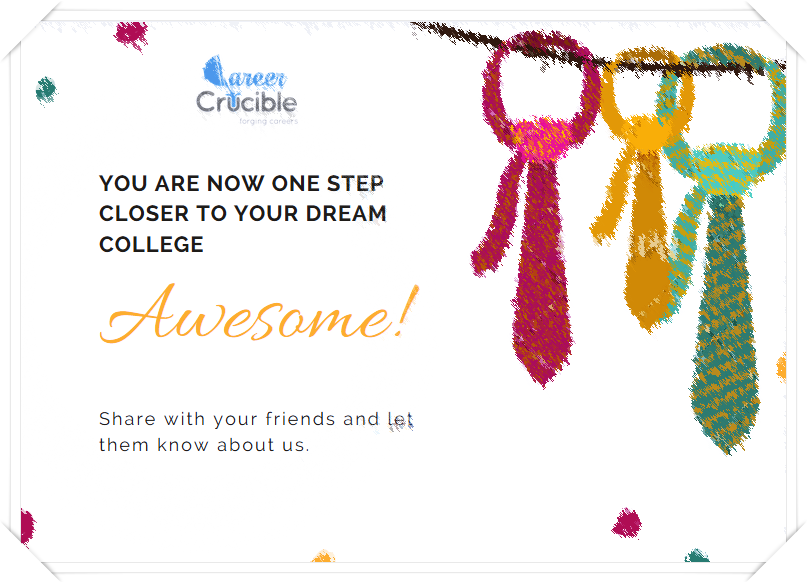 Career
Crucible
forging careers
YOU ARE NOW ONE STEP
CLOSER TO YOUR DREAM
COLLEGE
Awesome!
Share with your friends and let
them know about us.